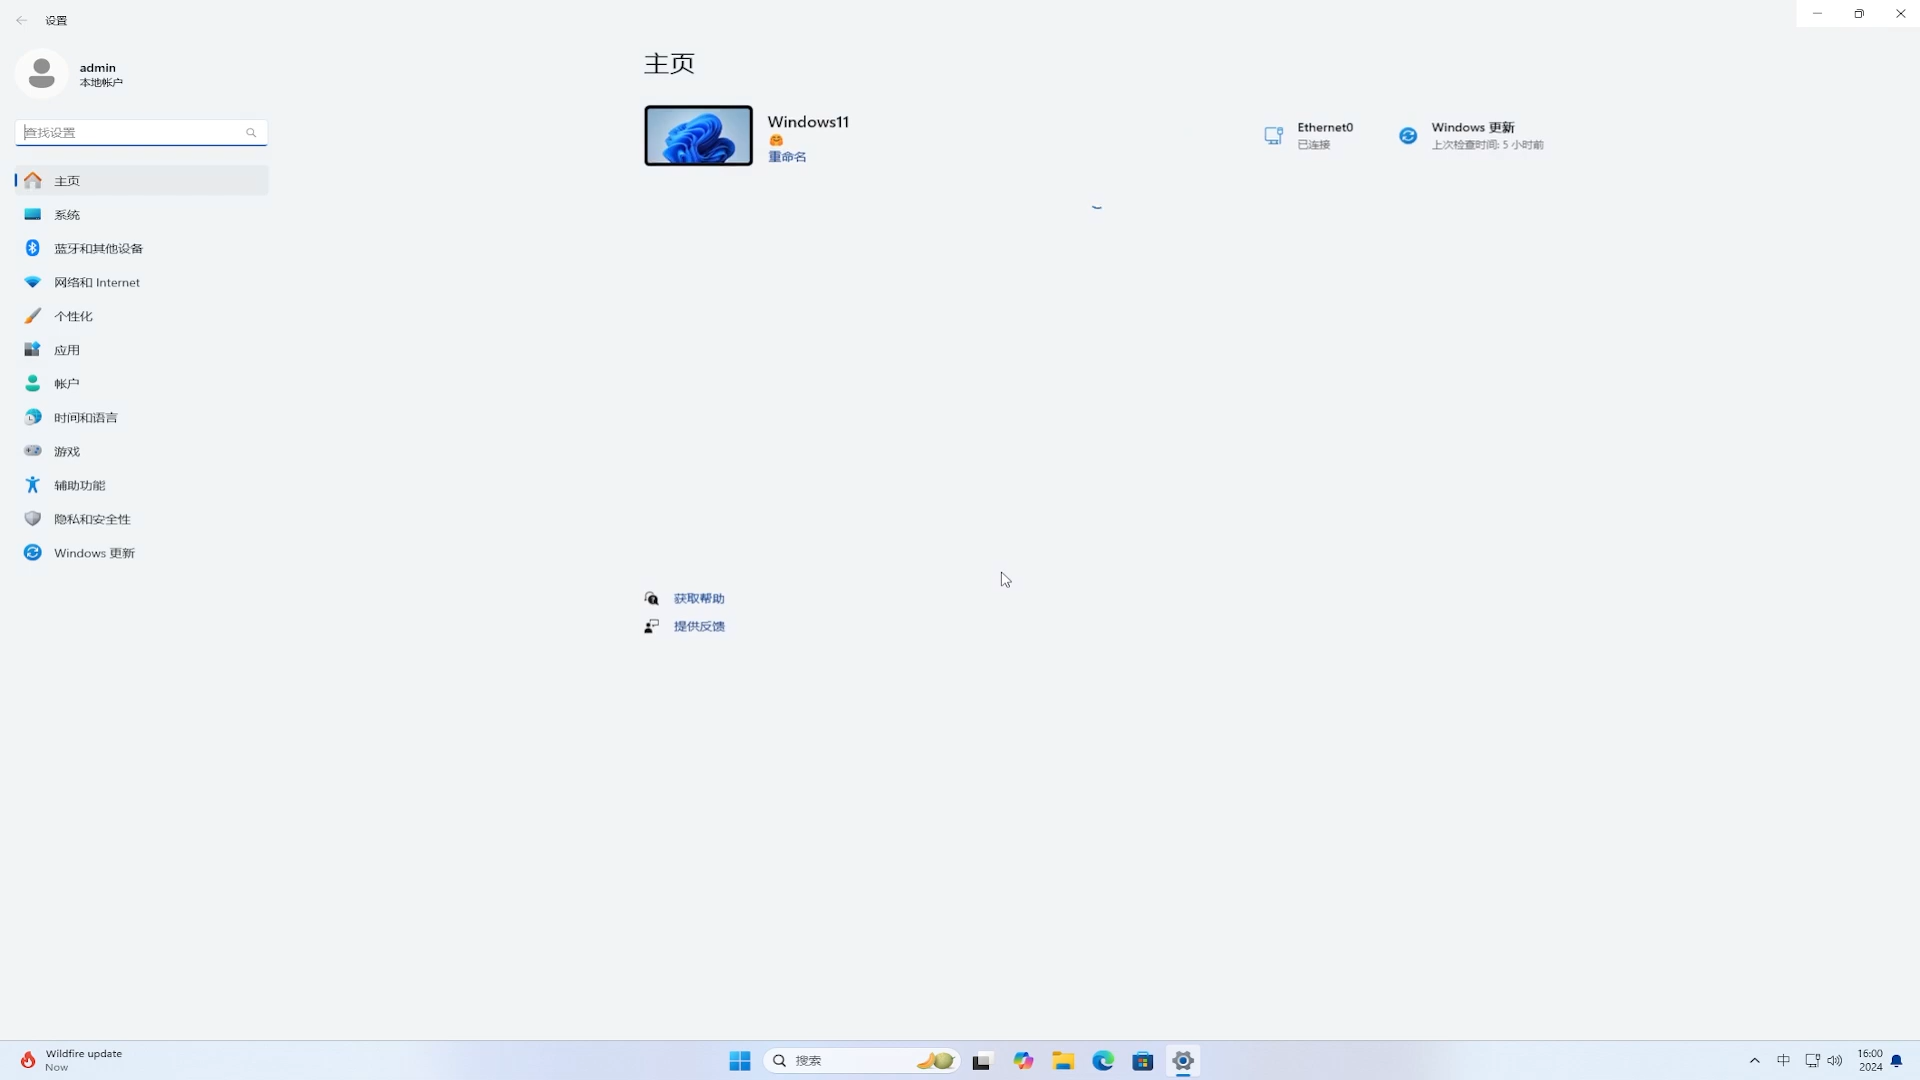 设置
admin
本地帐户
查找设置
主页
系统
蓝牙和其他设备
网络和 Internet
个性化
应用
帐户
时间和语言
游戏
辅助功能
隐私和安全性
Windows 更新
主页
Windows11
重命名
Ethernet0
已连接
Windows 更新
上次检查时间: 5 小时前
获取帮助
提供反馈
Wildfire update
Now
搜索
中
16:00
2024